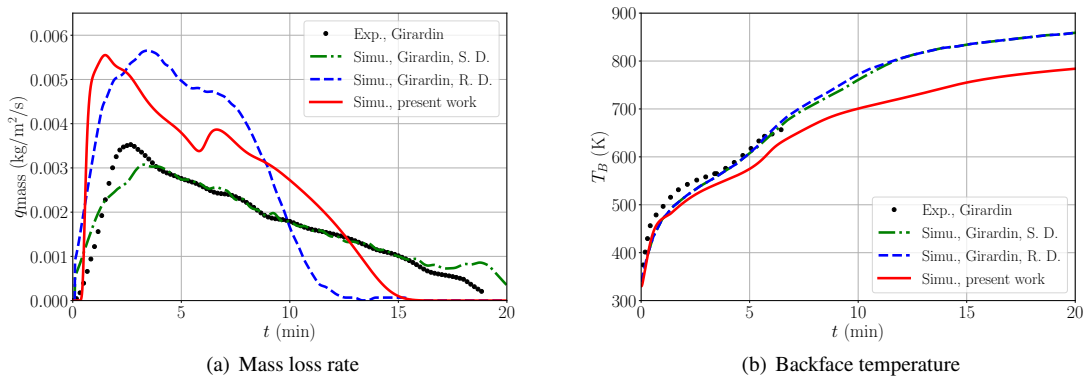 0.006
0.005
0.004
0.003
0.002
0.001
0.000
qmass (kg/m²/s)
Exp., Girardin
Simu., Girardin, S. D.
Simu., Girardin, R. D.
Simu., present work
0 5 10 15 20
t (min)
(a) Mass loss rate
900
800
700
600
500
400
300
T_B (K)
Exp., Girardin
Simu., Girardin, S. D.
Simu., Girardin, R. D.
Simu., present work
0 5 10 15 20
t (min)
(b) Backface temperature